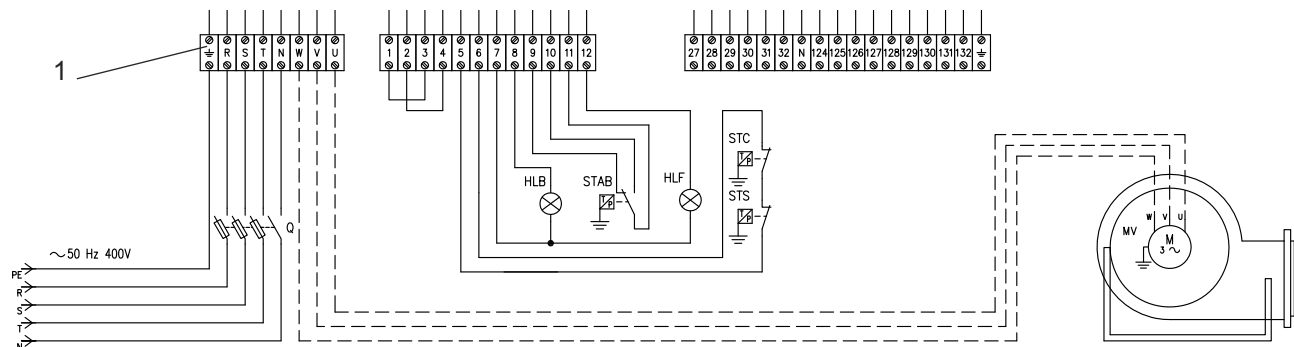 1
R S T N W V U
1 2 3 4 5 6 7 8 9 10 11 12
27 28 29 30 31 32 N 124 125 126 127 128 129 130 131 132
STC
T/P
HLB
STAB
HLF
T/P
STS
T/P
W V U
Q
MV
M
3 ~
~50 Hz 400V
PE
R
S
T
N